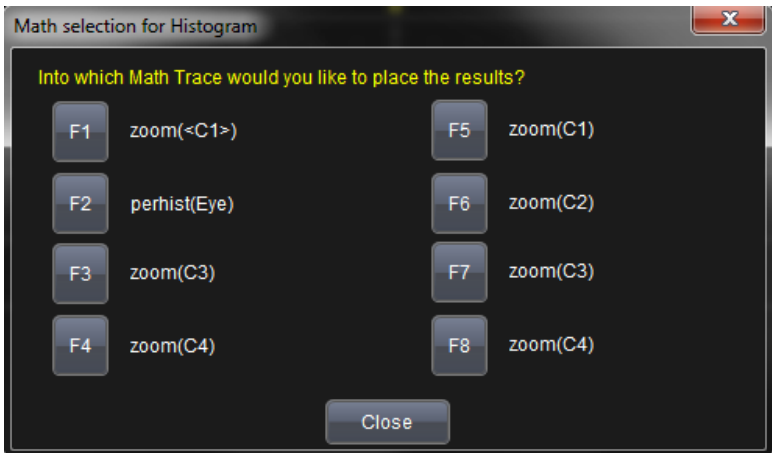 Math selection for Histogram
x
Into which Math Trace would you like to place the results?
F1 zoom(<C1>) F5 zoom(C1)
F2 perhist(Eye) F6 zoom(C2)
F3 zoom(C3) F7 zoom(C3)
F4 zoom(C4) F8 zoom(C4)
Close